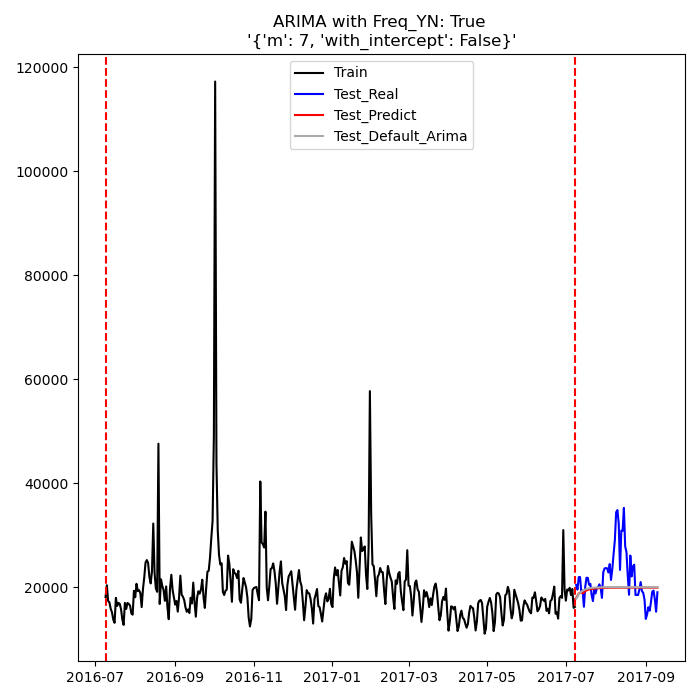 ARIMA with Freq_YN: True
'{'m': 7, 'with_intercept': False}'
120000
100000
80000
60000
40000
20000
Train
Test_Real
Test_Predict
Test_Default_Arima
2016-07 2016-09 2016-11 2017-01 2017-03 2017-05 2017-07 2017-09